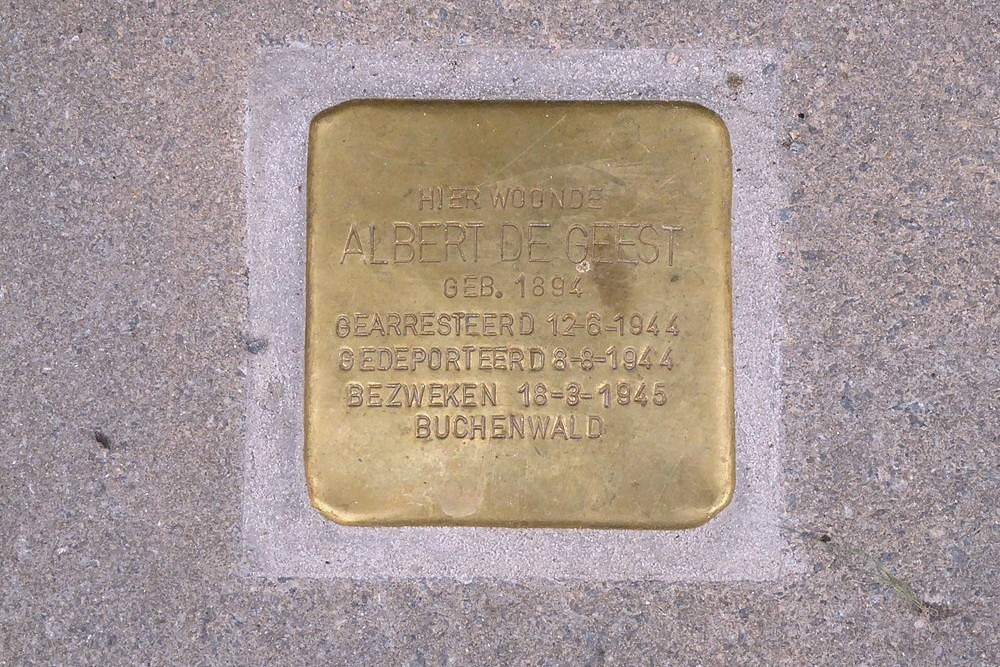 HIER WOONDE
ALBERT DE GEEST
GEB. 1894
GEARRESTEERD 12-6-1944
GEDEPORTEERD 8-8-1944
BEZWEKEN 18-3-1945
BUCHENWALD